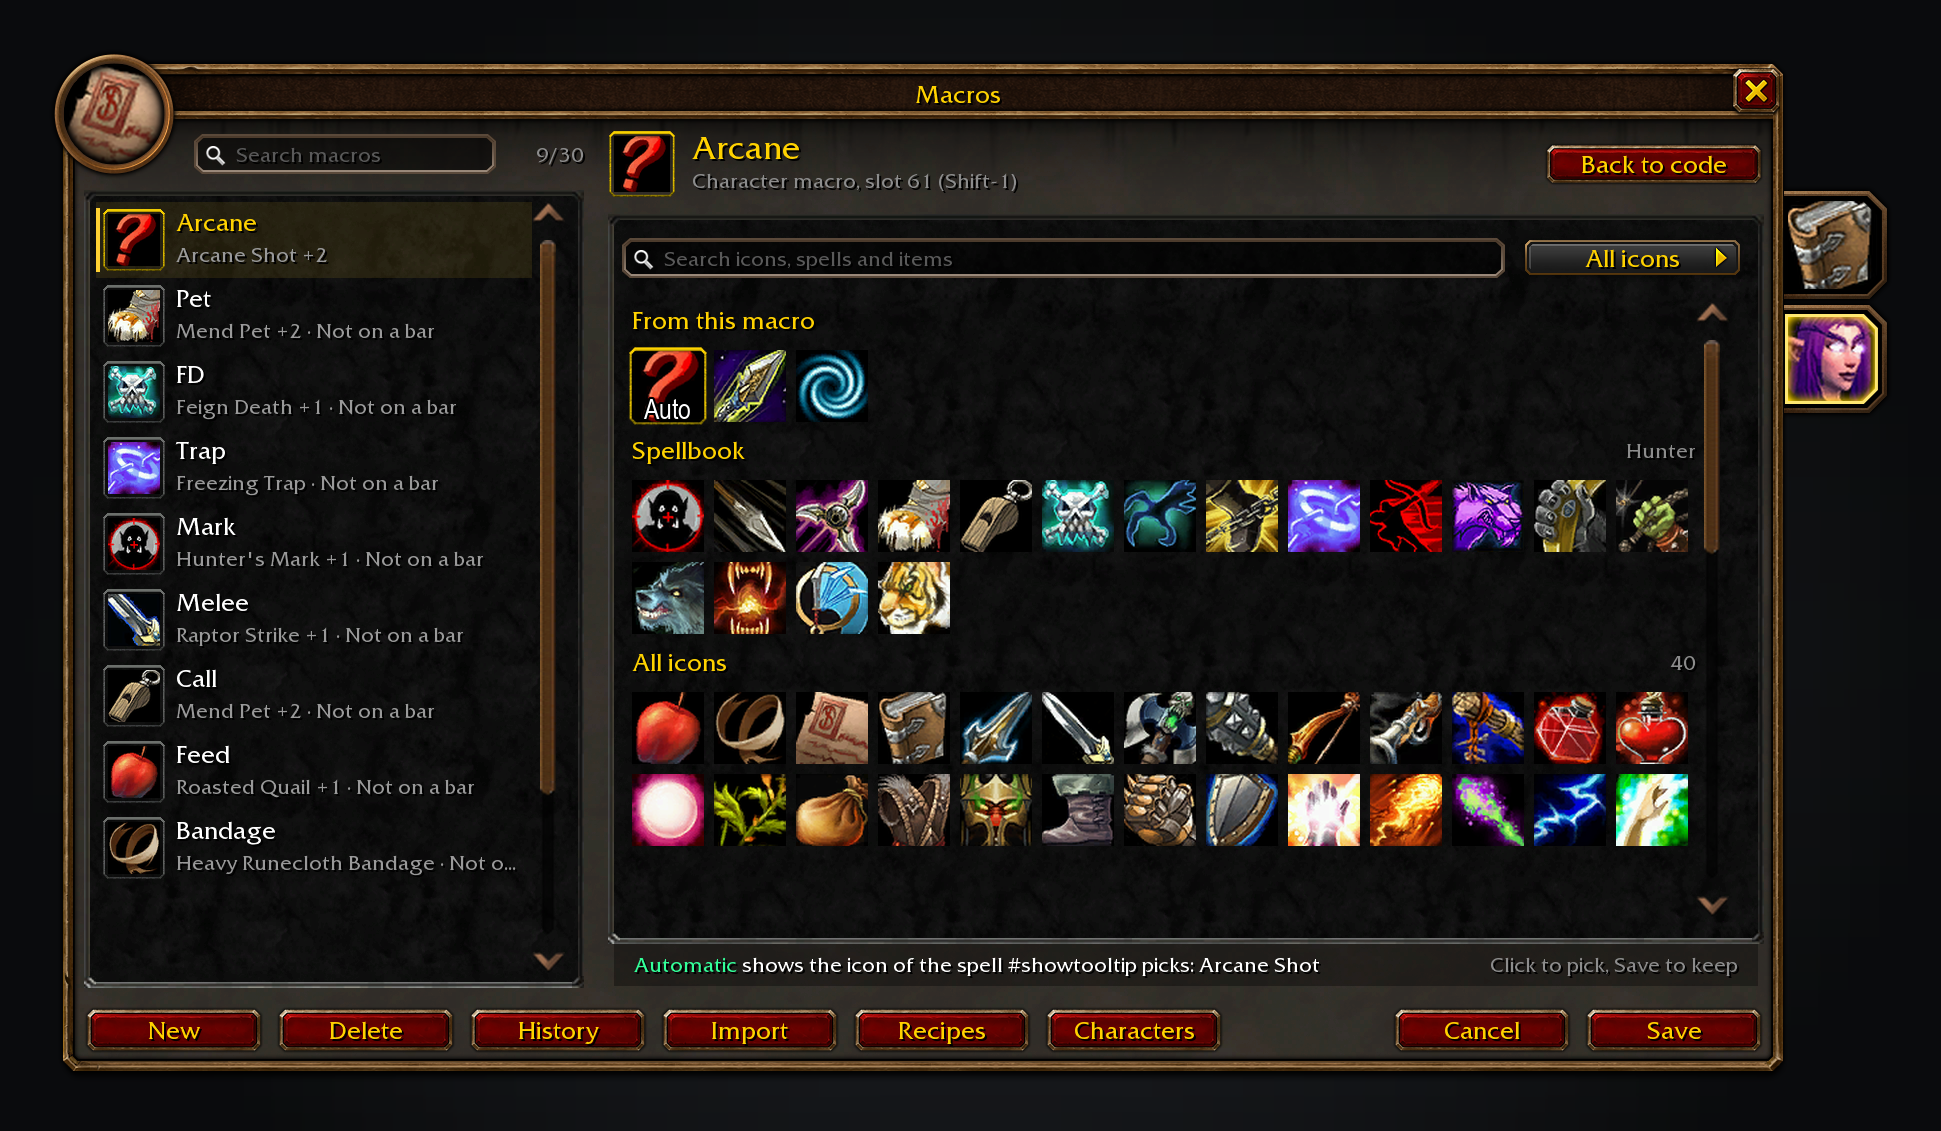 Macros
Search macros
9/30
Arcane
Character macro, slot 61 (Shift-1)
Back to code
Arcane
Arcane Shot +2
Pet
Mend Pet +2 · Not on a bar
FD
Feign Death +1 · Not on a bar
Trap
Freezing Trap · Not on a bar
Mark
Hunter's Mark +1 · Not on a bar
Melee
Raptor Strike +1 · Not on a bar
Call
Mend Pet +2 · Not on a bar
Feed
Roasted Quail +1 · Not on a bar
Bandage
Heavy Runecloth Bandage · Not o...
Search icons, spells and items
All icons
From this macro
Auto
Spellbook
Hunter
All icons
40
Automatic shows the icon of the spell #showtooltip picks: Arcane Shot
Click to pick, Save to keep
New
Delete
History
Import
Recipes
Characters
Cancel
Save